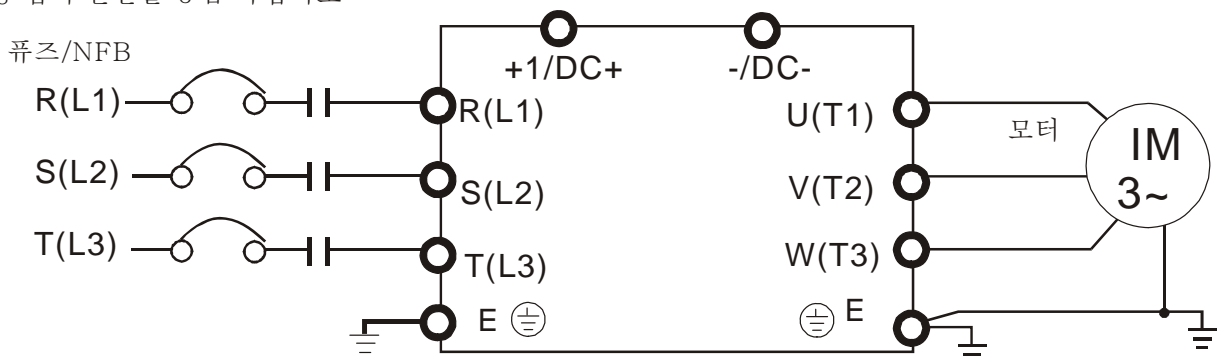 퓨즈/NFB
+1/DC+ -/DC-
R(L1) R(L1) U(T1) 모터
IM
S(L2) S(L2) V(T2) 3~
T(L3) T(L3) W(T3)
E E